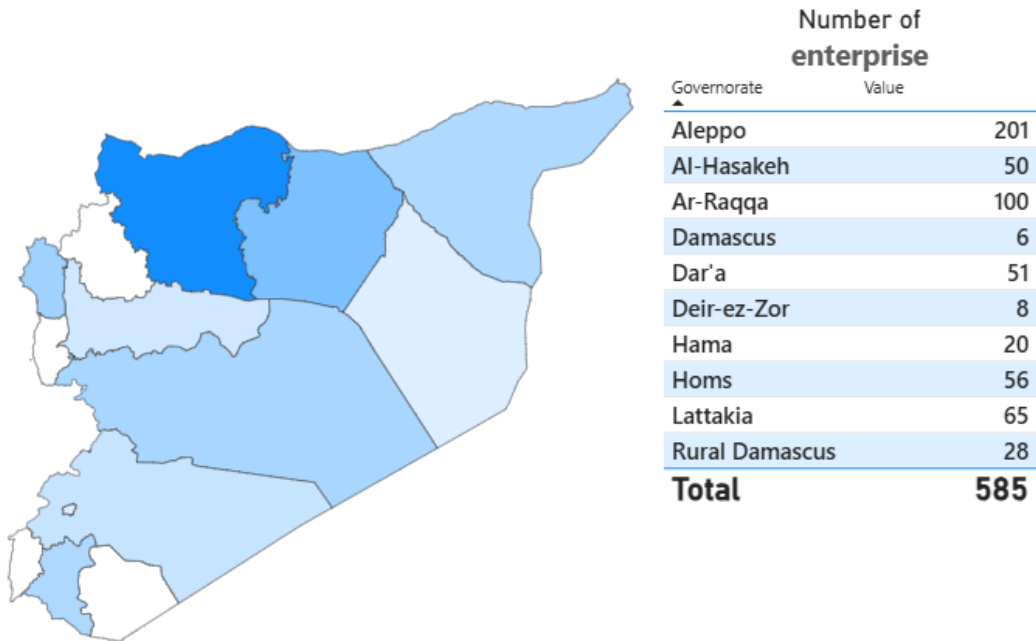 Number of
enterprise
Governorate Value
Aleppo 201
Al-Hasakeh 50
Ar-Raqqa 100
Damascus 6
Dar'a 51
Deir-ez-Zor 8
Hama 20
Homs 56
Lattakia 65
Rural Damascus 28
Total 585